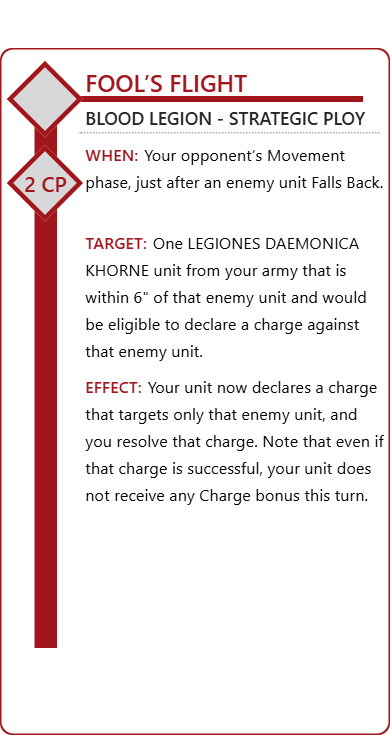 FOOL’S FLIGHT
BLOOD LEGION - STRATEGIC PLOY
WHEN: Your opponent’s Movement
2 CP
phase, just after an enemy unit Falls Back.
TARGET: One LEGIONES DAEMONICA
KHORNE unit from your army that is
within 6" of that enemy unit and would
be eligible to declare a charge against
that enemy unit.
EFFECT: Your unit now declares a charge
that targets only that enemy unit, and
you resolve that charge. Note that even if
that charge is successful, your unit does
not receive any Charge bonus this turn.